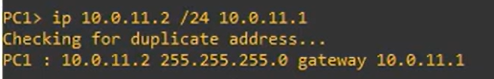 PC1> ip 10.0.11.2 /24 10.0.11.1
Checking for duplicate address...
PC1 : 10.0.11.2 255.255.255.0 gateway 10.0.11.1